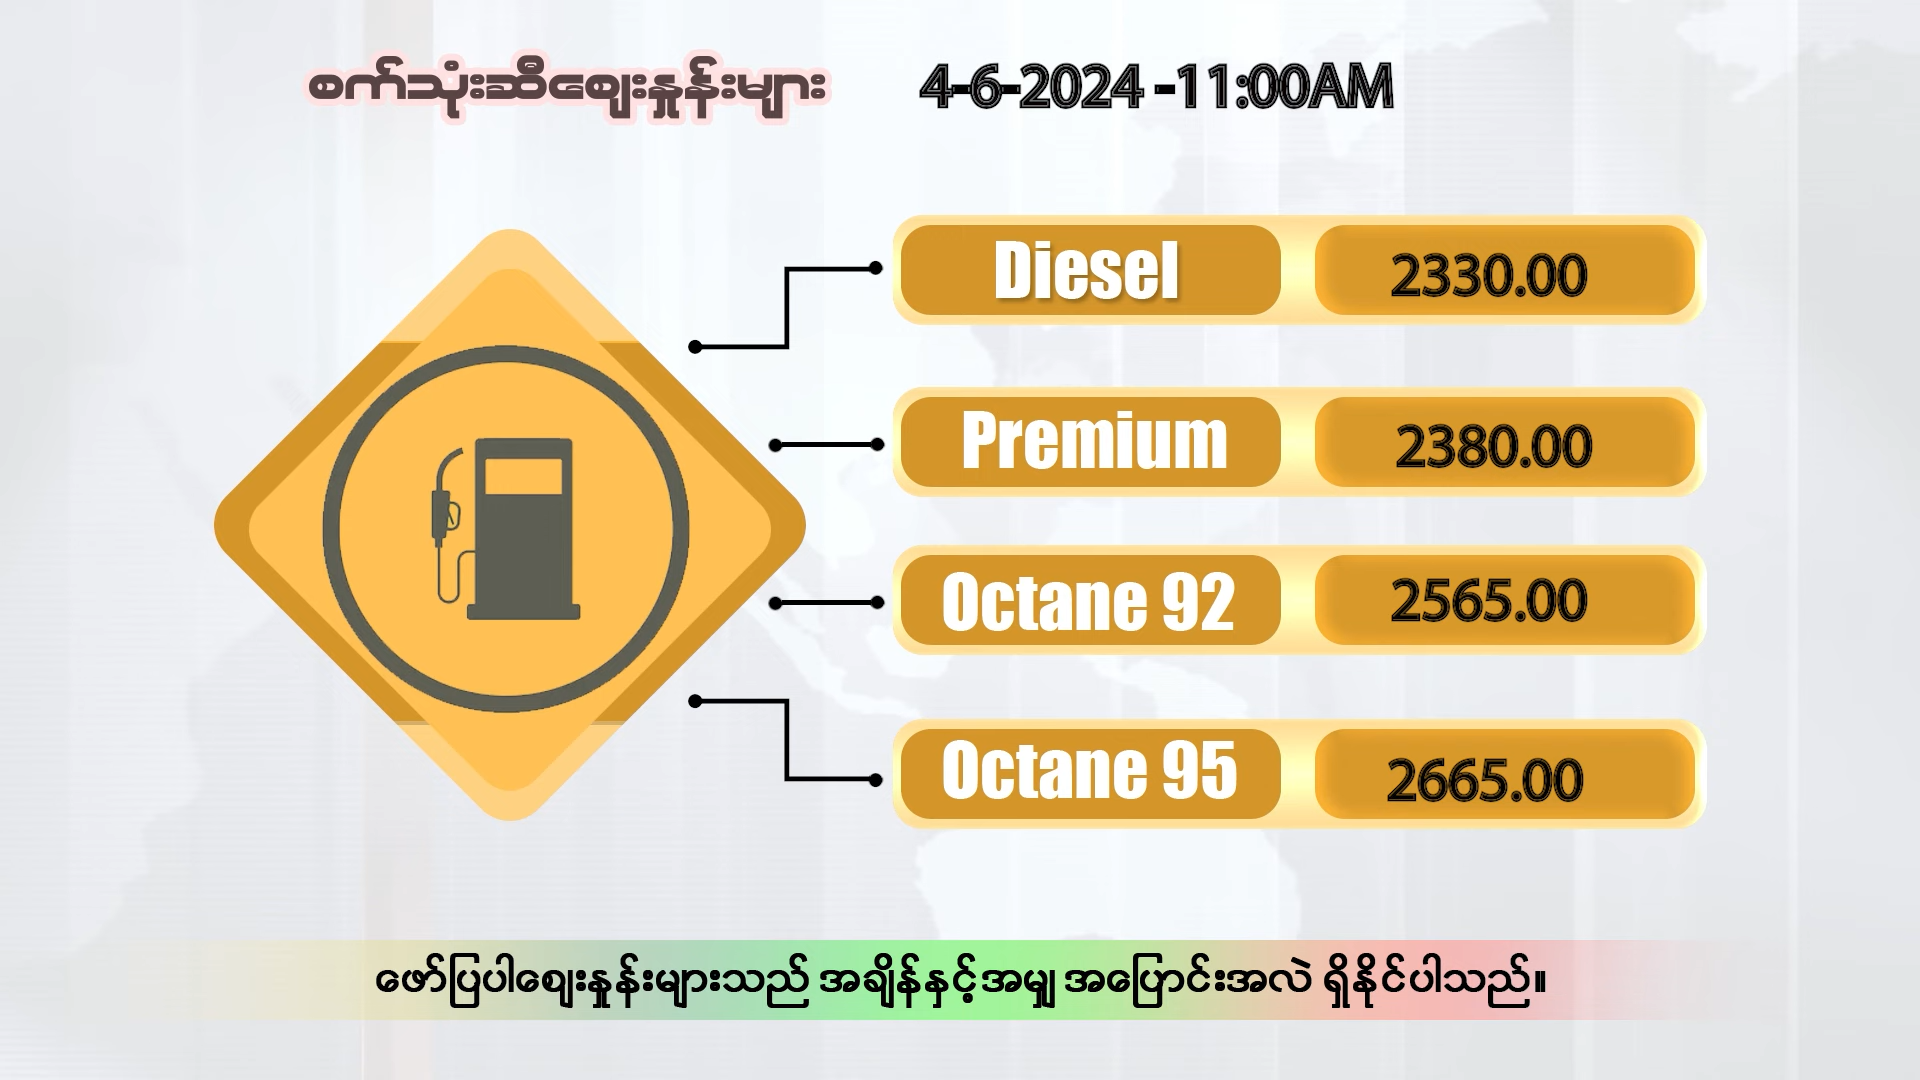 စက်သုံးဆီဈေးနှုန်းများ 4-6-2024 -11:00AM
Diesel 2330.00
Premium 2380.00
Octane 92 2565.00
Octane 95 2665.00
ဖော်ပြပါဈေးနှုန်းများသည် အချိန်နှင့်အမျှ အပြောင်းအလဲ ရှိနိုင်ပါသည်။